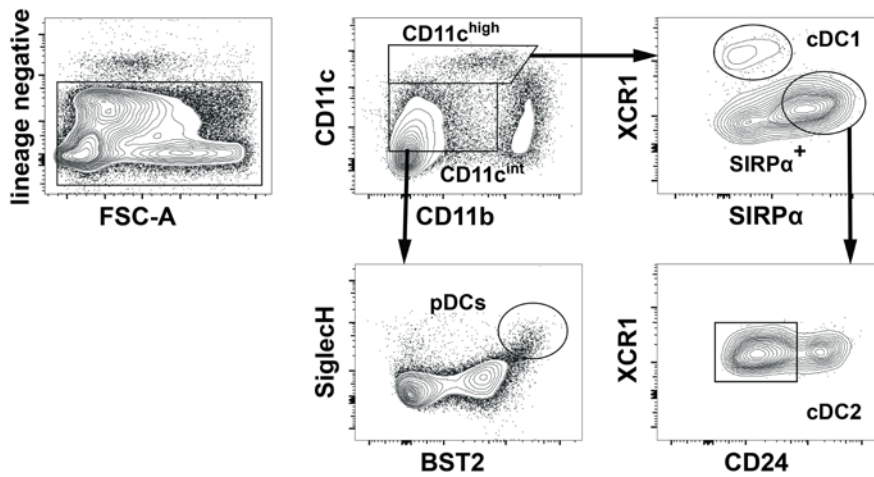 lineage negative
FSC-A
CD11c^high
CD11c
CD11c^int
CD11b
cDC1
XCR1
SIRPα^+
SIRPα
pDCs
SiglecH
BST2
XCR1
cDC2
CD24